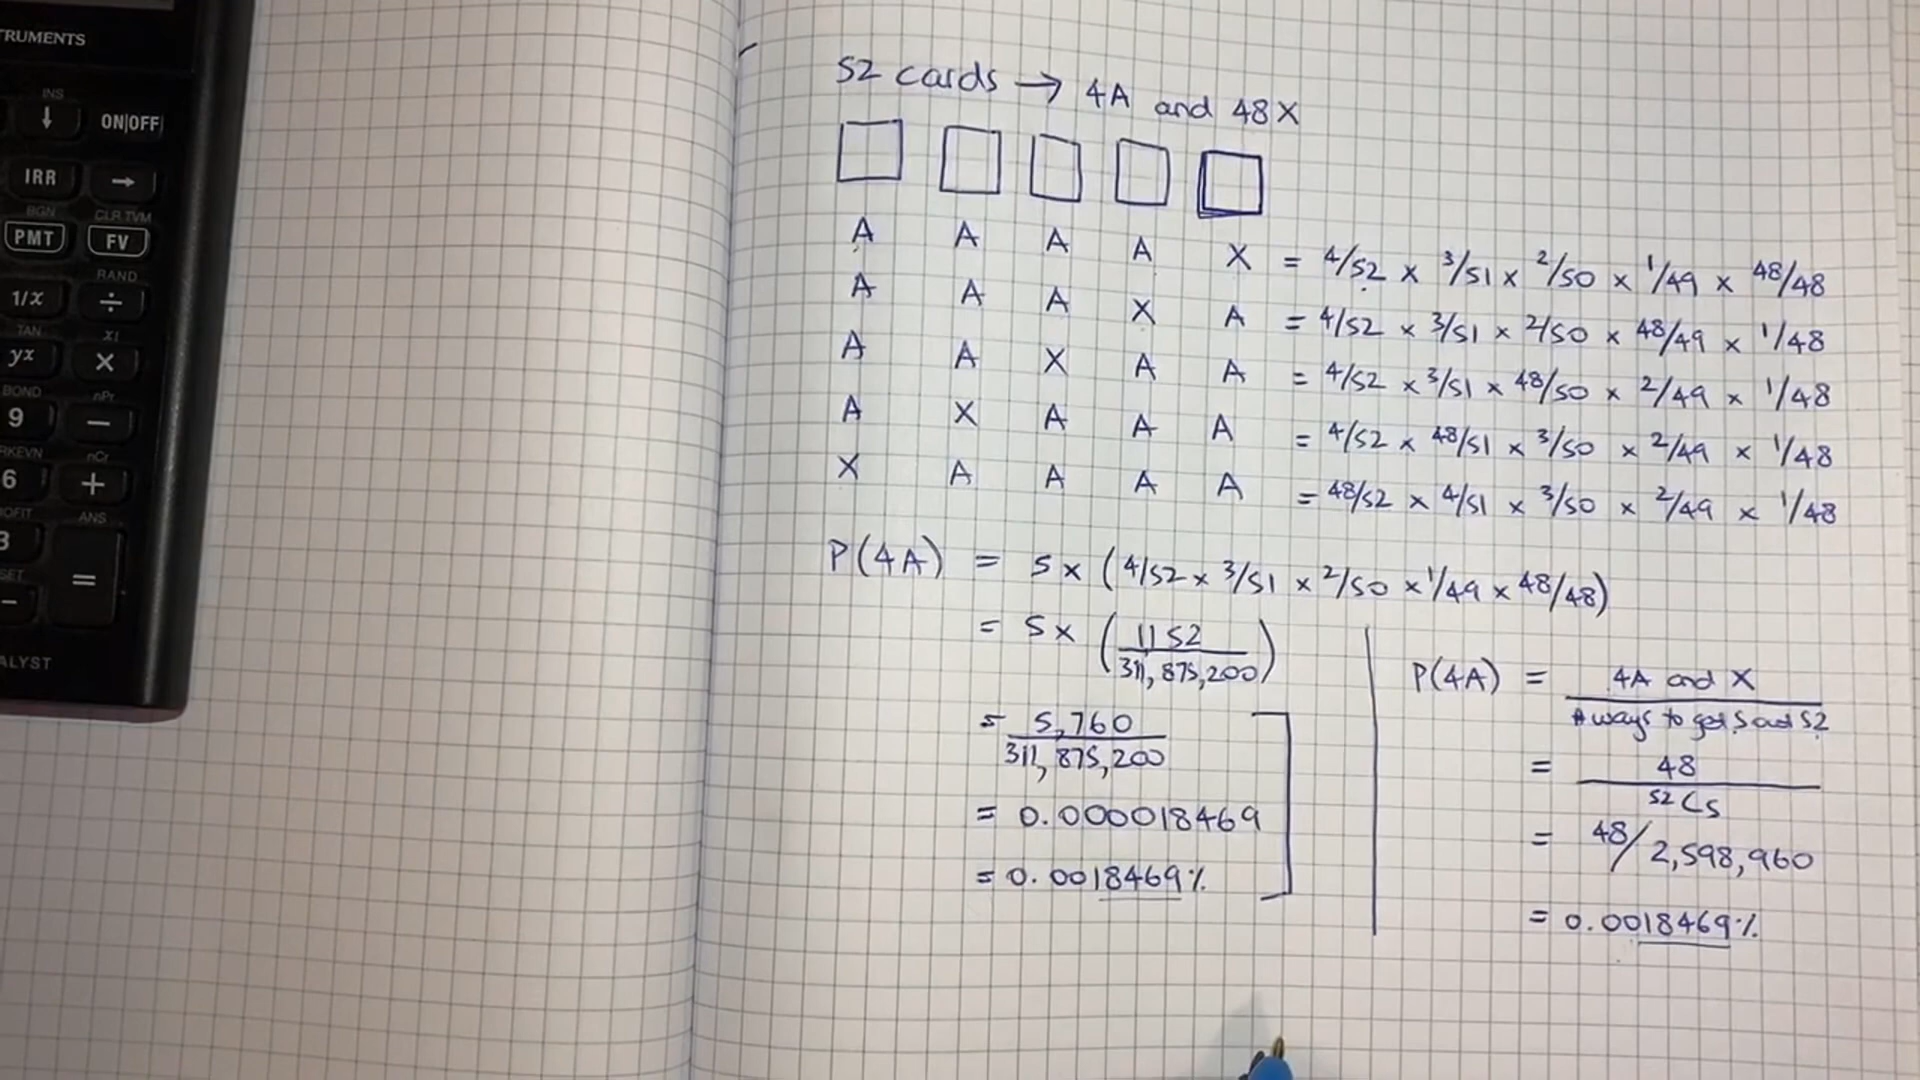 TRUMENTS
INS
↓ ON|OFF
IRR →
BGN CLR TVM
PMT FV
RAND
1/x ÷
TAN x!
yx ×
BOND nPr
9 −
RKEVN nCr
6 +
OFIT ANS
3 =
SET
−
ALYST
52 cards → 4A and 48X
A A A A X = 4/52 × 3/51 × 2/50 × 1/49 × 48/48
A A A X A = 4/52 × 3/51 × 2/50 × 48/49 × 1/48
A A X A A = 4/52 × 3/51 × 48/50 × 2/49 × 1/48
A X A A A = 4/52 × 48/51 × 3/50 × 2/49 × 1/48
X A A A A = 48/52 × 4/51 × 3/50 × 2/49 × 1/48
P(4A) = 5 × (4/52 × 3/51 × 2/50 × 1/49 × 48/48)
= 5 × (1152 / 311,875,200)
= 5,760 / 311,875,200
= 0.000018469
= 0.0018469%
P(4A) = 4A and X
# ways to get 5 out 52
= 48
52C5
= 48/2,598,960
= 0.0018469%